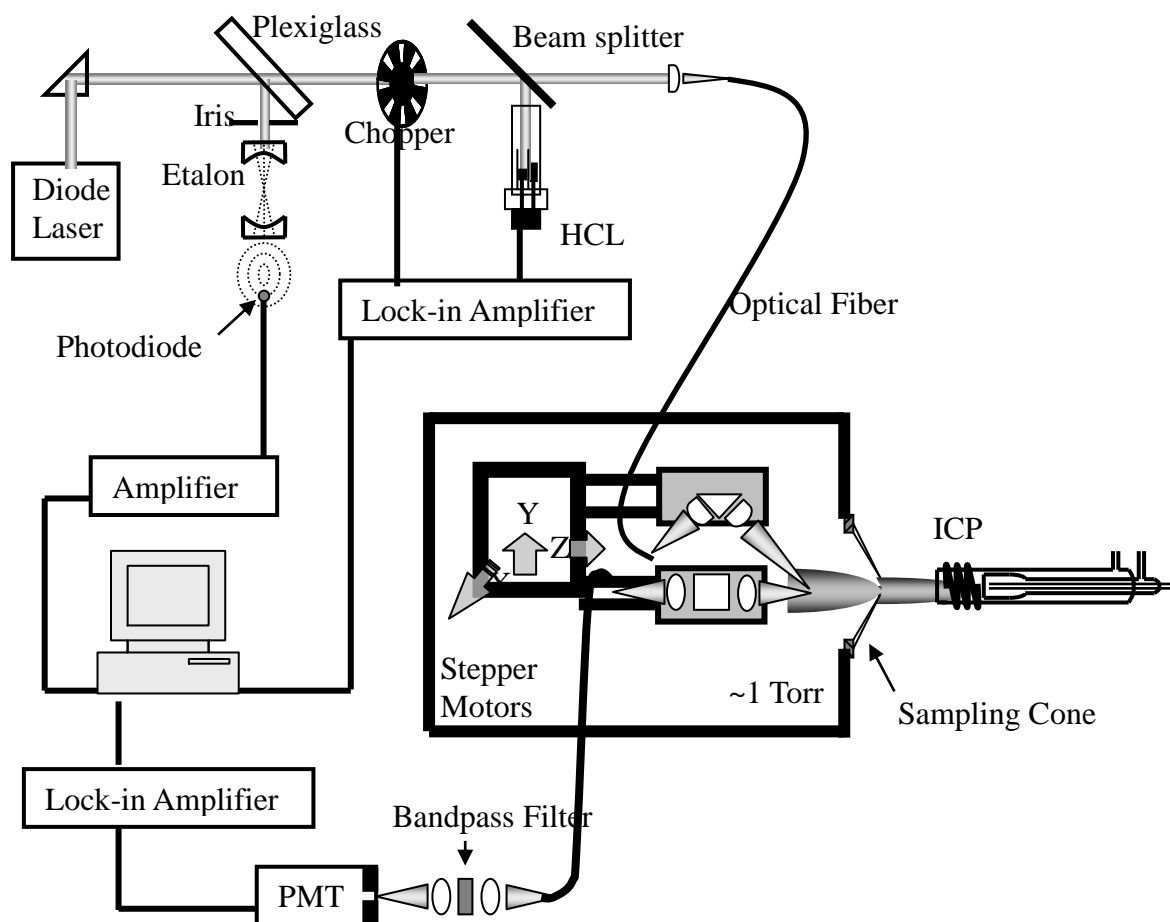 Plexiglass
Beam splitter
Iris
Chopper
Etalon
Diode
Laser
HCL
Lock-in Amplifier
Optical Fiber
Photodiode
Amplifier
Y
Z
X
ICP
Stepper
Motors
~1 Torr
Sampling Cone
Lock-in Amplifier
Bandpass Filter
PMT